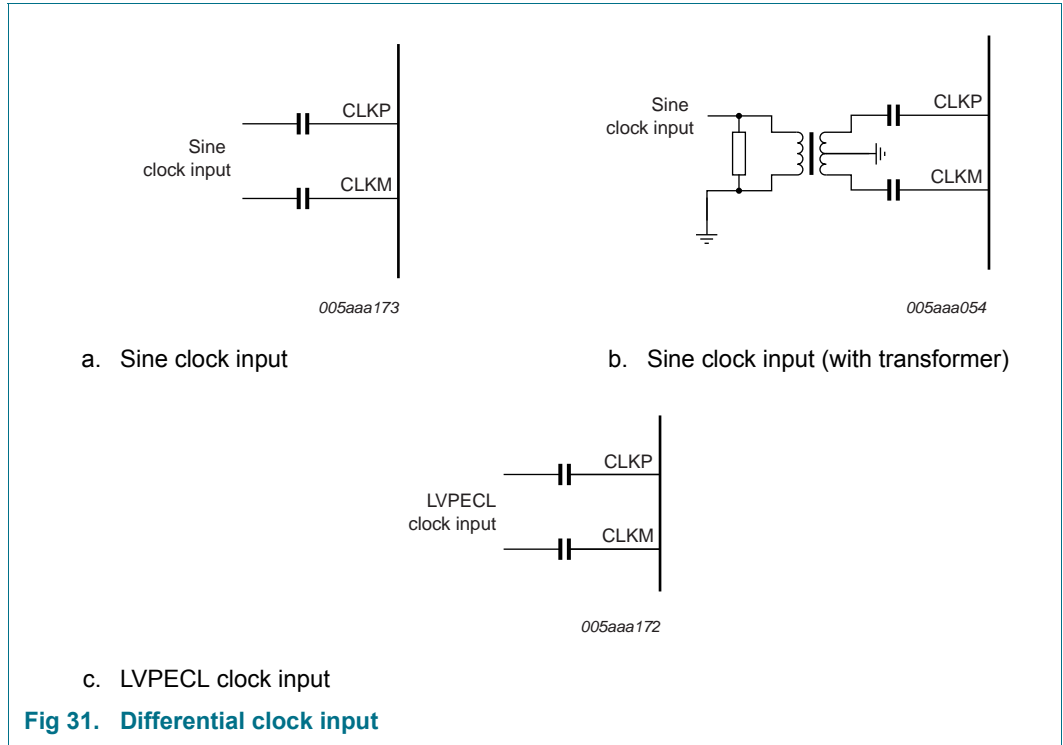 Sine
clock input
CLKP
CLKM
005aaa173
a. Sine clock input
Sine
clock input
CLKP
CLKM
005aaa054
b. Sine clock input (with transformer)
LVPECL
clock input
CLKP
CLKM
005aaa172
c. LVPECL clock input
Fig 31. Differential clock input